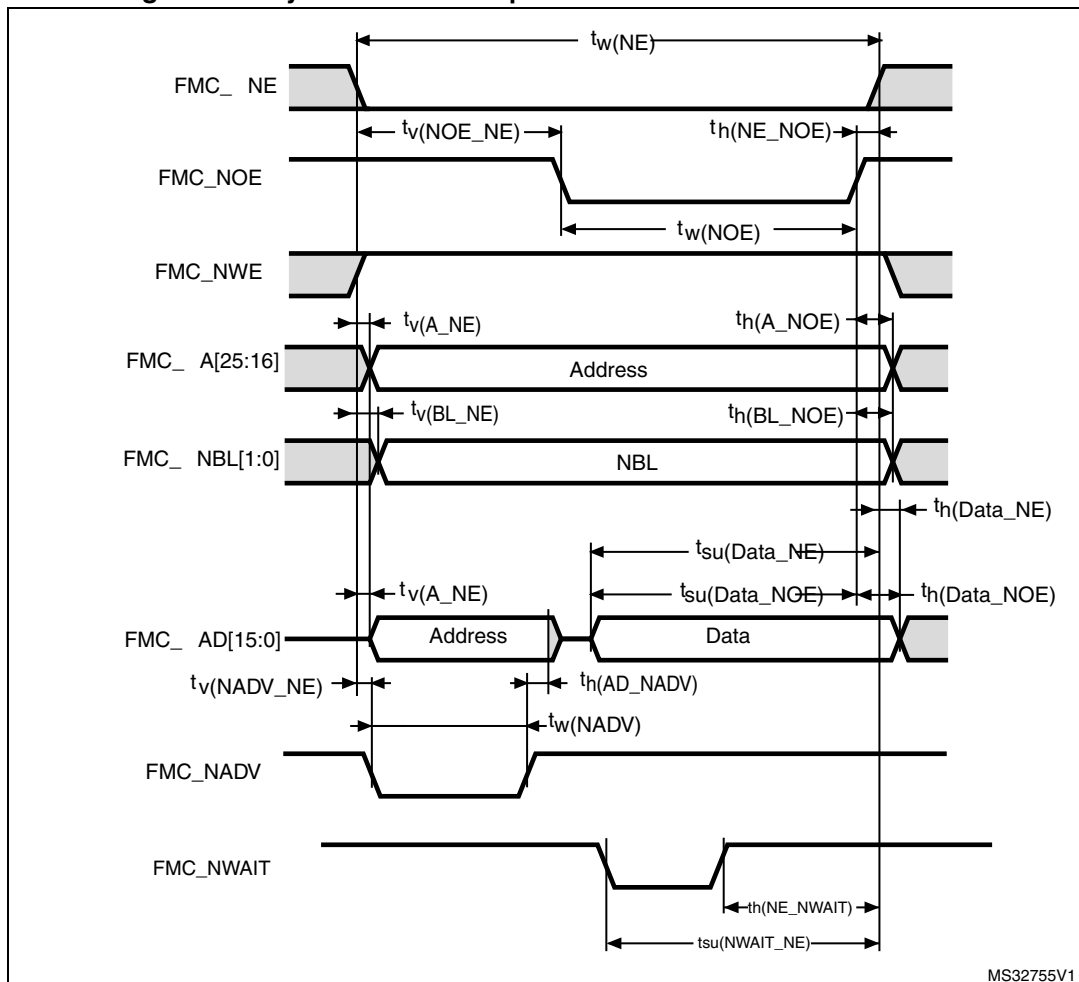 tw(NE)
FMC_ NE
tv(NOE_NE)
th(NE_NOE)
FMC_NOE
tw(NOE)
FMC_NWE
tv(A_NE)
th(A_NOE)
FMC_ A[25:16]
Address
tv(BL_NE)
th(BL_NOE)
FMC_ NBL[1:0]
NBL
th(Data_NE)
tsu(Data_NE)
tv(A_NE)
tsu(Data_NOE)
th(Data_NOE)
FMC_ AD[15:0]
Address
Data
tv(NADV_NE)
th(AD_NADV)
tw(NADV)
FMC_NADV
FMC_NWAIT
th(NE_NWAIT)
tsu(NWAIT_NE)
MS32755V1